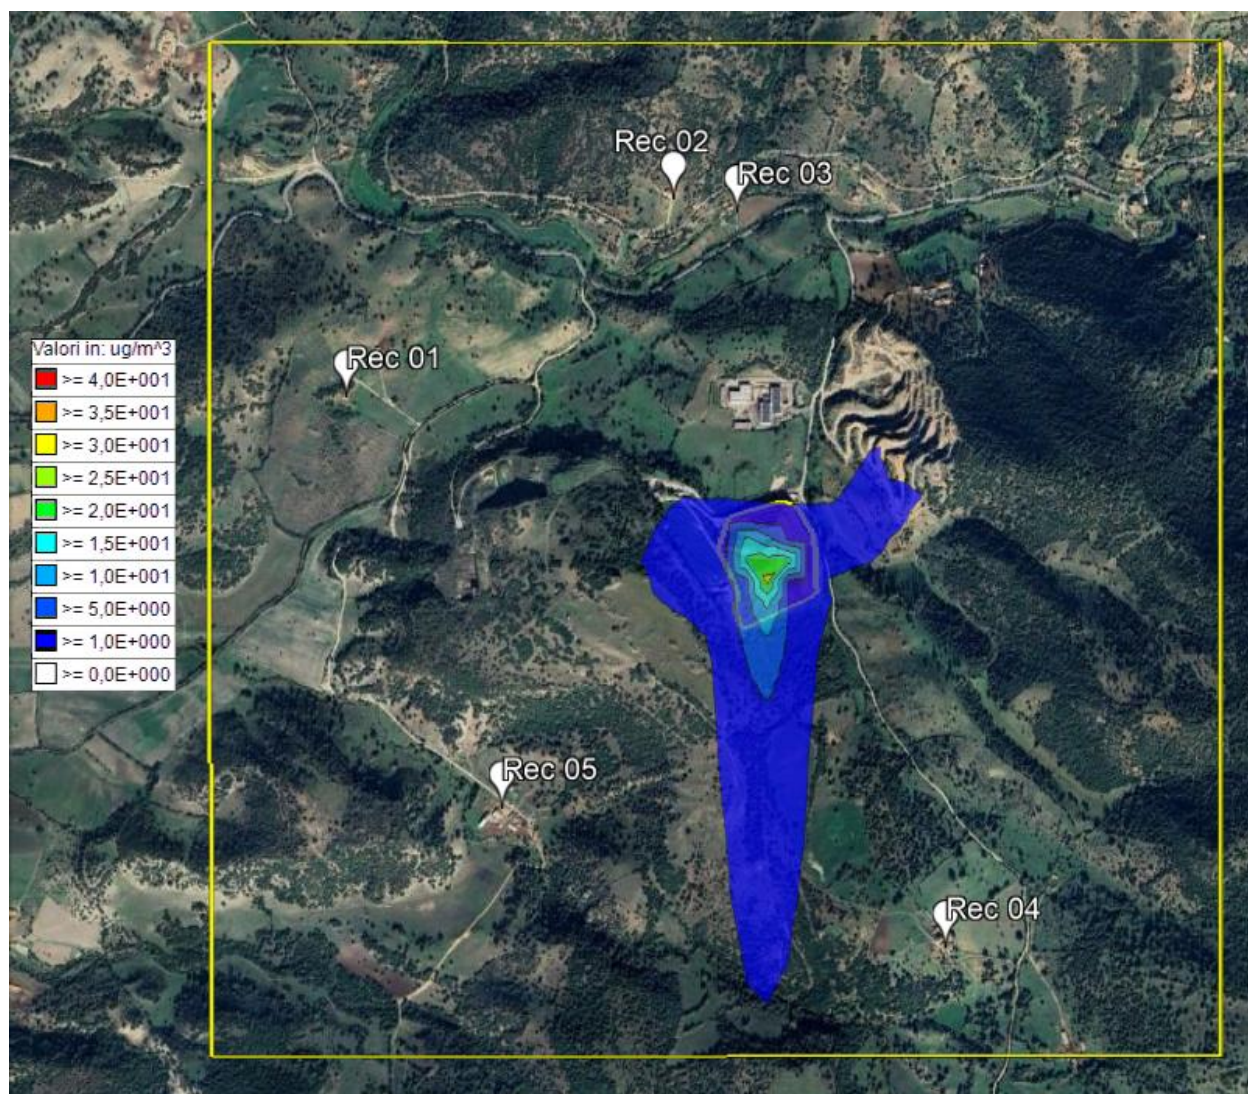 Rec 02
Rec 03
Rec 01
Valori in: ug/m^3
>= 4,0E+001
>= 3,5E+001
>= 3,0E+001
>= 2,5E+001
>= 2,0E+001
>= 1,5E+001
>= 1,0E+001
>= 5,0E+000
>= 1,0E+000
>= 0,0E+000
Rec 05
Rec 04